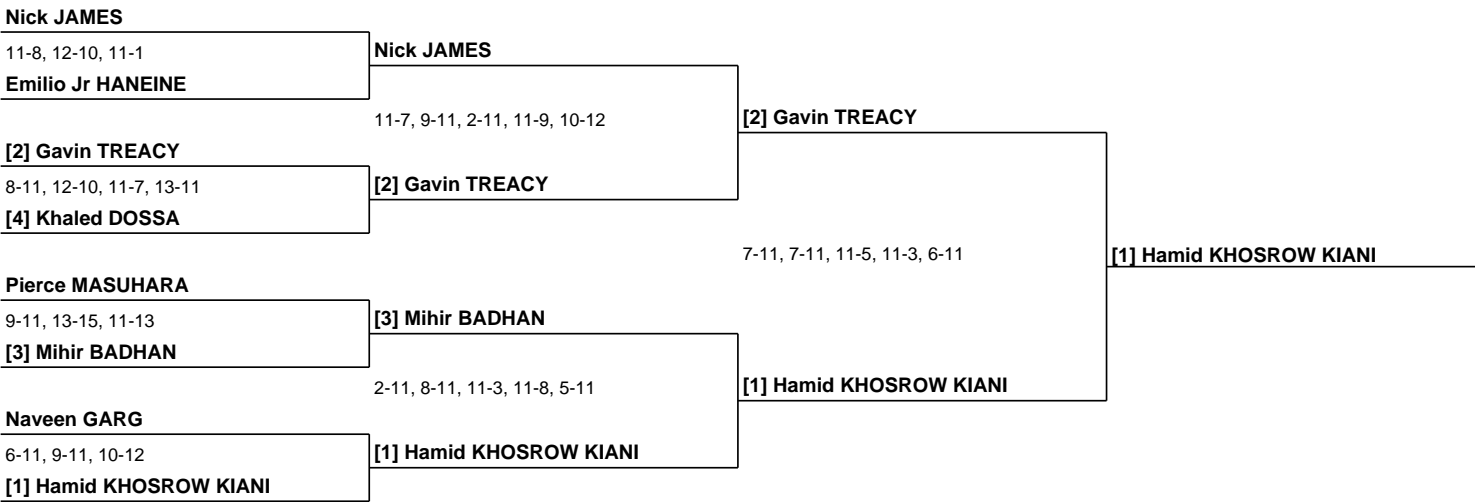 Nick JAMES
11-8, 12-10, 11-1
Emilio Jr HANEINE
[2] Gavin TREACY
8-11, 12-10, 11-7, 13-11
[4] Khaled DOSSA
Pierce MASUHARA
9-11, 13-15, 11-13
[3] Mihir BADHAN
Naveen GARG
6-11, 9-11, 10-12
[1] Hamid KHOSROW KIANI
Nick JAMES
11-7, 9-11, 2-11, 11-9, 10-12
[2] Gavin TREACY
[3] Mihir BADHAN
2-11, 8-11, 11-3, 11-8, 5-11
[1] Hamid KHOSROW KIANI
[2] Gavin TREACY
7-11, 7-11, 11-5, 11-3, 6-11
[1] Hamid KHOSROW KIANI
[1] Hamid KHOSROW KIANI